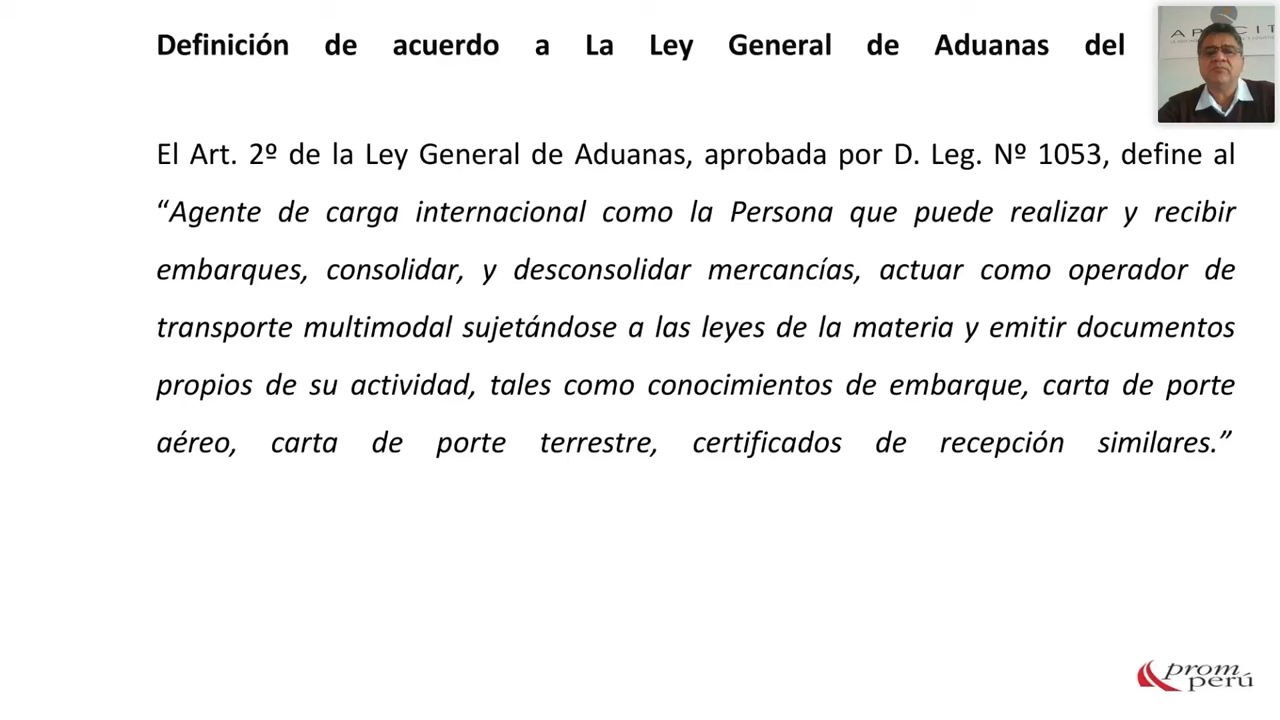 Definición de acuerdo a La Ley General de Aduanas del
El Art. 2º de la Ley General de Aduanas, aprobada por D. Leg. Nº 1053, define al
“Agente de carga internacional como la Persona que puede realizar y recibir
embarques, consolidar, y desconsolidar mercancías, actuar como operador de
transporte multimodal sujetándose a las leyes de la materia y emitir documentos
propios de su actividad, tales como conocimientos de embarque, carta de porte
aéreo, carta de porte terrestre, certificados de recepción similares.”
prom
perú